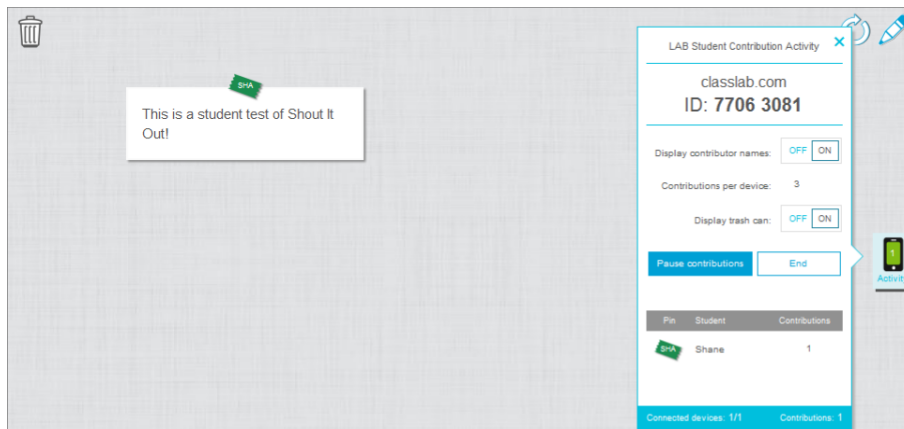 SHA
This is a student test of Shout It
Out!
LAB Student Contribution Activity
classlab.com
ID: 7706 3081
Display contributor names: OFF ON
Contributions per device: 3
Display trash can: OFF ON
Pause contributions End
Pin Student Contributions
SHA Shane 1
Connected devices: 1/1 Contributions: 1
1